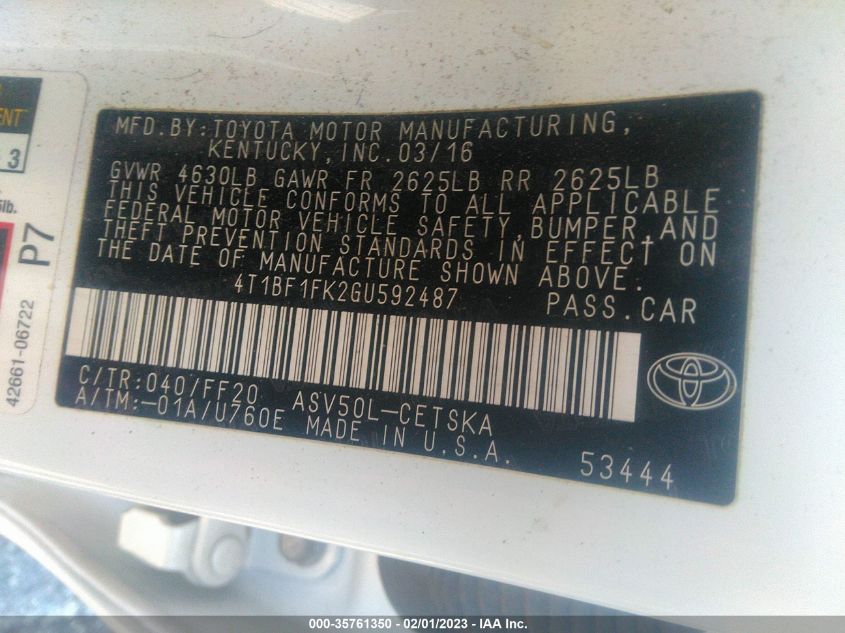 MFD.BY:TOYOTA MOTOR MANUFACTURING,
KENTUCKY,INC.03/16
GVWR 4630LB GAWR FR 2625LB RR 2625LB
THIS VEHICLE CONFORMS TO ALL APPLICABLE
FEDERAL MOTOR VEHICLE SAFETY,BUMPER,AND
THEFT PREVENTION STANDARDS IN EFFECT ON
THE DATE OF MANUFACTURE SHOWN ABOVE.
4T1BF1FK2GU592487 PASS.CAR
C/TR:040/FF20 ASV50L-CETSKA
A/TM:-01A/U760E MADE IN U.S.A.
53444
3
lb.
P7
42661-06722
000-35761350 - 02/01/2023 - IAA Inc.